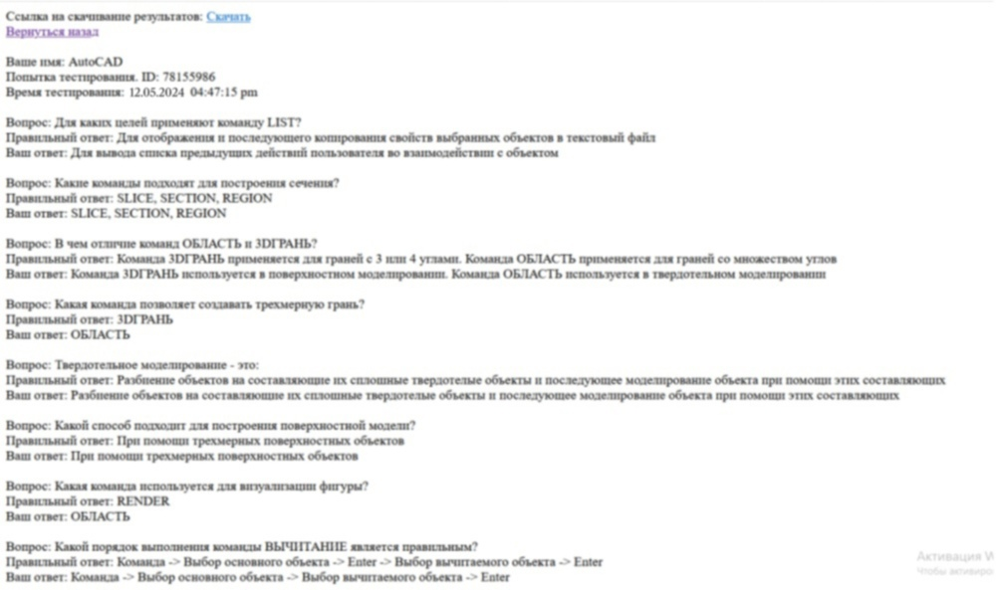 Ссылка на скачивание результатов: Скачать
Вернуться назад
Ваше имя: AutoCAD
Попытка тестирования. ID: 78155986
Время тестирования: 12.05.2024 04:47:15 pm
Вопрос: Для каких целей применяют команду LIST?
Правильный ответ: Для отображения и последующего копирования свойств выбранных объектов в текстовый файл
Ваш ответ: Для вывода списка предыдущих действий пользователя во взаимодействии с объектом
Вопрос: Какие команды подходят для построения сечения?
Правильный ответ: SLICE, SECTION, REGION
Ваш ответ: SLICE, SECTION, REGION
Вопрос: В чем отличие команд ОБЛАСТЬ и 3DГРАНЬ?
Правильный ответ: Команда 3DГРАНЬ применяется для граней с 3 или 4 углами. Команда ОБЛАСТЬ применяется для граней со множеством углов
Ваш ответ: Команда 3DГРАНЬ используется в поверхностном моделировании. Команда ОБЛАСТЬ используется в твердотельном моделировании
Вопрос: Какая команда позволяет создавать трехмерную грань?
Правильный ответ: 3DГРАНЬ
Ваш ответ: ОБЛАСТЬ
Вопрос: Твердотельное моделирование - это:
Правильный ответ: Разбиение объектов на составляющие их сплошные твердотелые объекты и последующее моделирование объекта при помощи этих составляющих
Ваш ответ: Разбиение объектов на составляющие их сплошные твердотелые объекты и последующее моделирование объекта при помощи этих составляющих
Вопрос: Какой способ подходит для построения поверхностной модели?
Правильный ответ: При помощи трехмерных поверхностных объектов
Ваш ответ: При помощи трехмерных поверхностных объектов
Вопрос: Какая команда используется для визуализации фигуры?
Правильный ответ: RENDER
Ваш ответ: ОБЛАСТЬ
Вопрос: Какой порядок выполнения команды ВЫЧИТАНИЕ является правильным?
Правильный ответ: Команда -> Выбор основного объекта -> Enter -> Выбор вычитаемого объекта -> Enter
Ваш ответ: Команда -> Выбор основного объекта -> Выбор вычитаемого объекта -> Enter
Активация W
Чтобы активиро